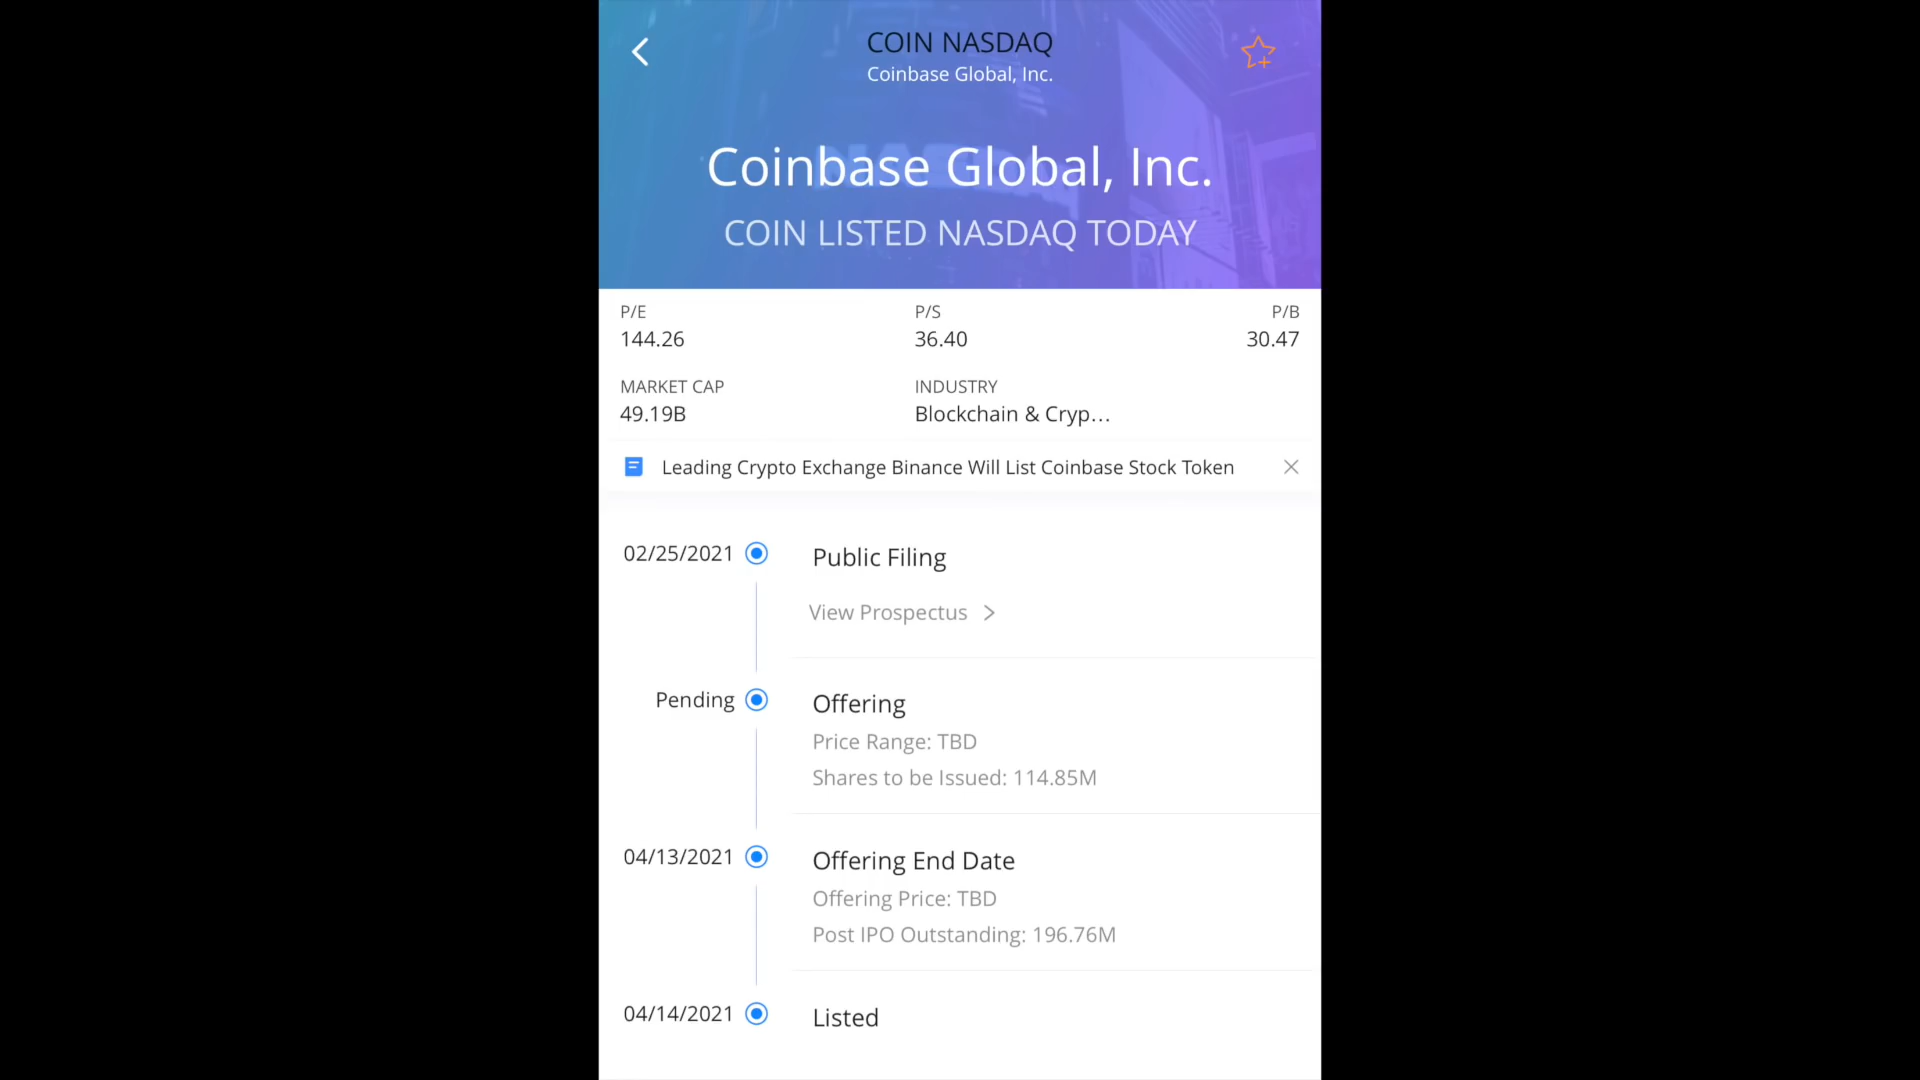 COIN NASDAQ
Coinbase Global, Inc.
Coinbase Global, Inc.
COIN LISTED NASDAQ TODAY
P/E P/S P/B
144.26 36.40 30.47
MARKET CAP INDUSTRY
49.19B Blockchain & Cryp...
Leading Crypto Exchange Binance Will List Coinbase Stock Token
02/25/2021 Public Filing
View Prospectus
Pending Offering
Price Range: TBD
Shares to be Issued: 114.85M
04/13/2021 Offering End Date
Offering Price: TBD
Post IPO Outstanding: 196.76M
04/14/2021 Listed